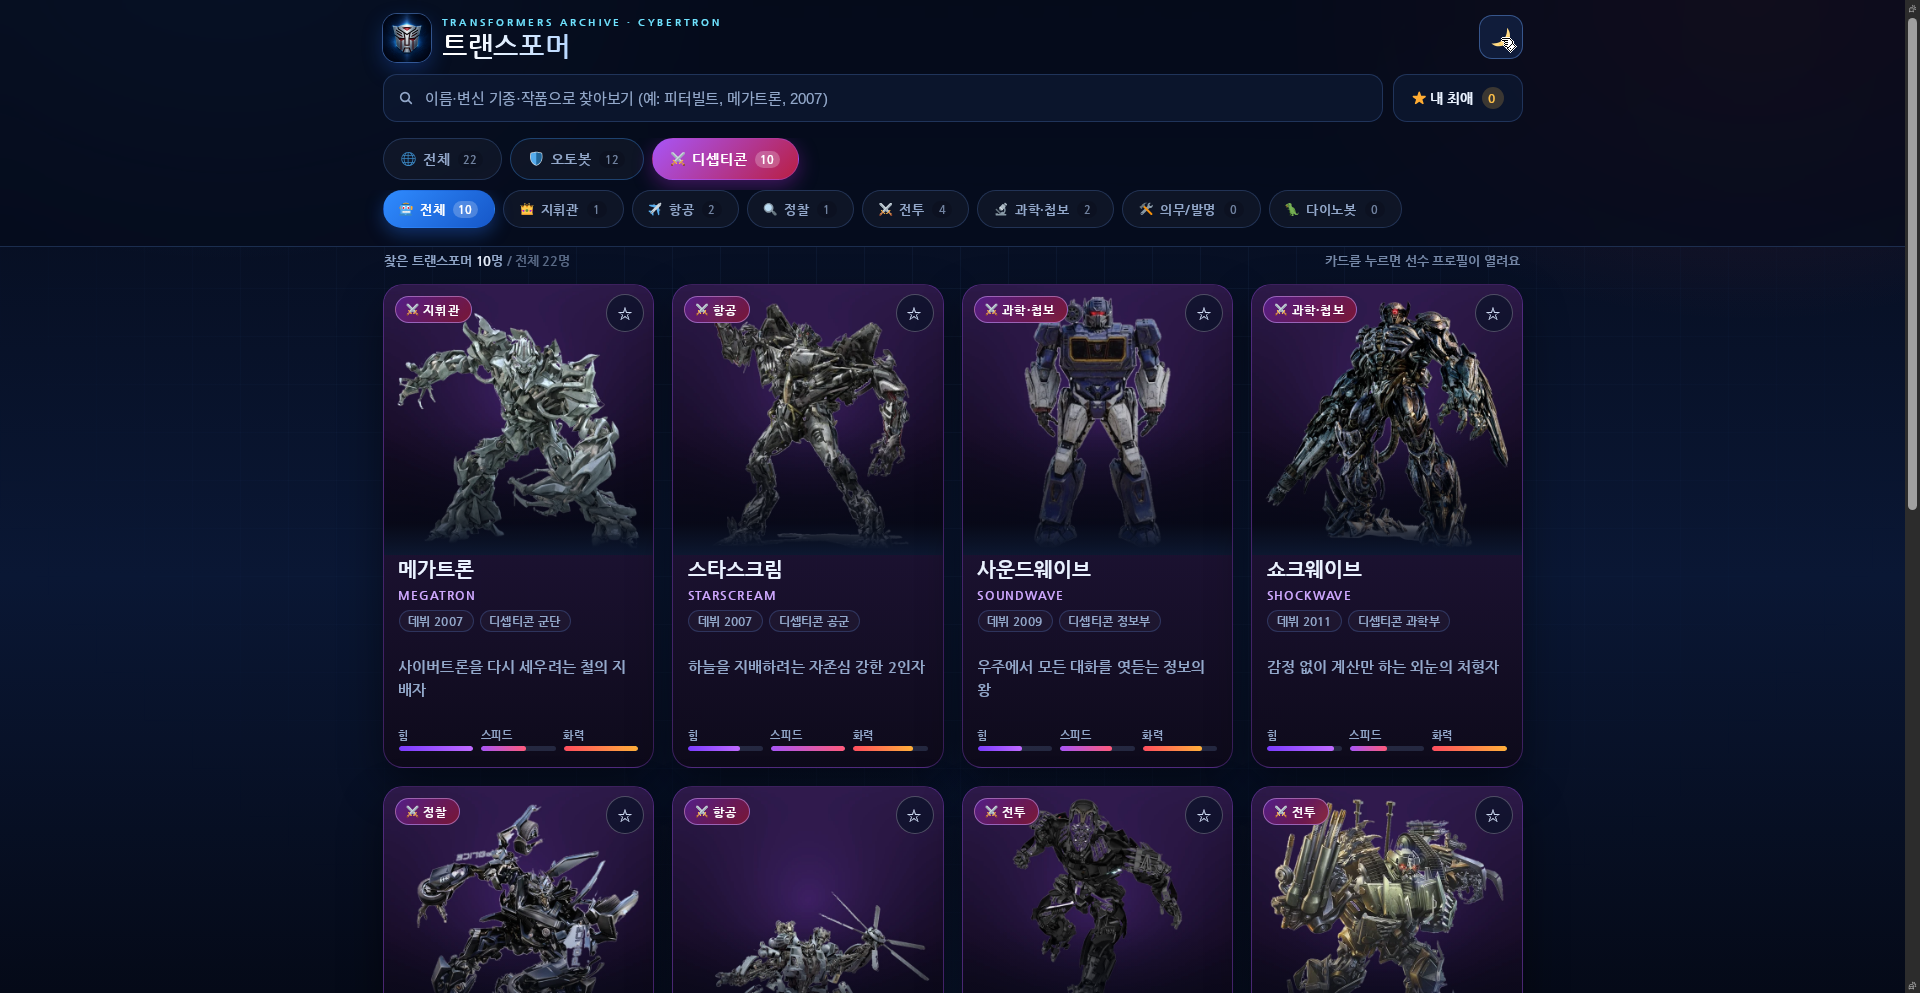 TRANSFORMERS ARCHIVE · CYBERTRON
트랜스포머
이름·변신 기종·작품으로 찾아보기 (예: 피터빌트, 메가트론, 2007)
내 최애 0
전체 22
오토봇 12
디셉티콘 10
전체 10
지휘관 1
항공 2
정찰 1
전투 4
과학·첩보 2
의무/발명 0
다이노봇 0
찾은 트랜스포머 10명 / 전체 22명
카드를 누르면 선수 프로필이 열려요
지휘관
메가트론
MEGATRON
데뷔 2007
디셉티콘 군단
사이버트론을 다시 세우려는 철의 지
배자
힘 스피드 화력
항공
스타스크림
STARSCREAM
데뷔 2007
디셉티콘 공군
하늘을 지배하려는 자존심 강한 2인자
힘 스피드 화력
과학·첩보
사운드웨이브
SOUNDWAVE
데뷔 2009
디셉티콘 정보부
우주에서 모든 대화를 엿듣는 정보의
왕
힘 스피드 화력
과학·첩보
쇼크웨이브
SHOCKWAVE
데뷔 2011
디셉티콘 과학부
감정 없이 계산만 하는 외눈의 처형자
힘 스피드 화력
정찰
POLICE
항공
전투
전투